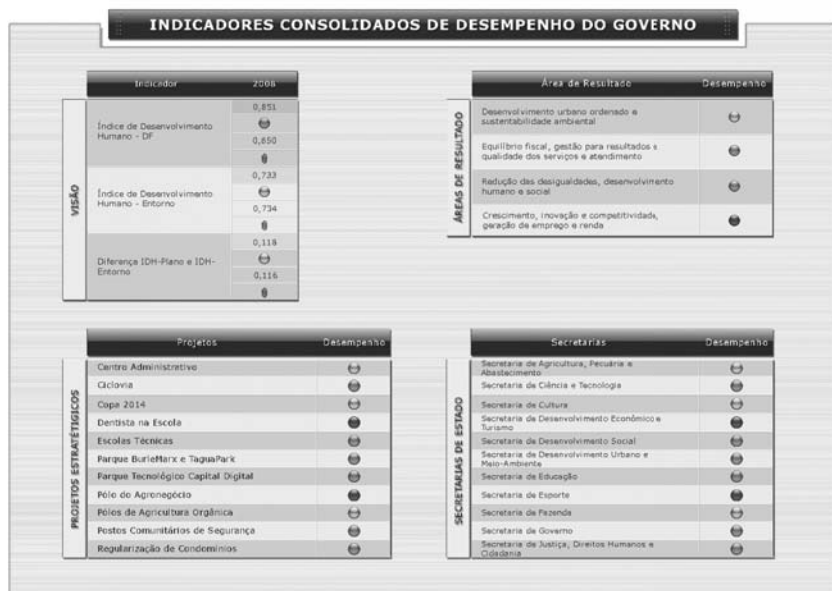 INDICADORES CONSOLIDADOS DE DESEMPENHO DO GOVERNO
VISÃO
Indicador 2008
Índice de Desenvolvimento
Humano - DF
0,851
0,850
Índice de Desenvolvimento
Humano - Entorno
0,733
0,734
Diferença IDH-Plano e IDH-
Entorno
0,118
0,116
ÁREAS DE RESULTADO
Área de Resultado Desempenho
Desenvolvimento urbano ordenado e
sustentabilidade ambiental
Equilíbrio fiscal, gestão para resultados e
qualidade dos serviços e atendimento
Redução das desigualdades, desenvolvimento
humano e social
Crescimento, inovação e competitividade,
geração de emprego e renda
PROJETOS ESTRATÉTIGICOS
Projetos Desempenho
Centro Administrativo
Ciclovia
Copa 2014
Dentista na Escola
Escolas Técnicas
Parque BurleMarx e TaguaPark
Parque Tecnológico Capital Digital
Pólo do Agronegócio
Pólos de Agricultura Orgânica
Postos Comunitários de Segurança
Regularização de Condomínios
SECRETARIAS DE ESTADO
Secretarias Desempenho
Secretaria de Agricultura, Pecuária e
Abastecimento
Secretaria de Ciência e Tecnologia
Secretaria de Cultura
Secretaria de Desenvolvimento Econômico e
Turismo
Secretaria de Desenvolvimento Social
Secretaria de Desenvolvimento Urbano e
Meio-Ambiente
Secretaria de Educação
Secretaria de Esporte
Secretaria de Fazenda
Secretaria de Governo
Secretaria de Justiça, Direitos Humanos e
Cidadania